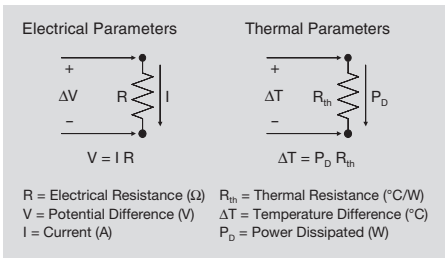 Electrical Parameters
+
ΔV
R
I
–
V = I R
R = Electrical Resistance (Ω)
V = Potential Difference (V)
I = Current (A)
Thermal Parameters
+
ΔT
Rth
PD
–
ΔT = PD Rth
Rth = Thermal Resistance (°C/W)
ΔT = Temperature Difference (°C)
PD = Power Dissipated (W)